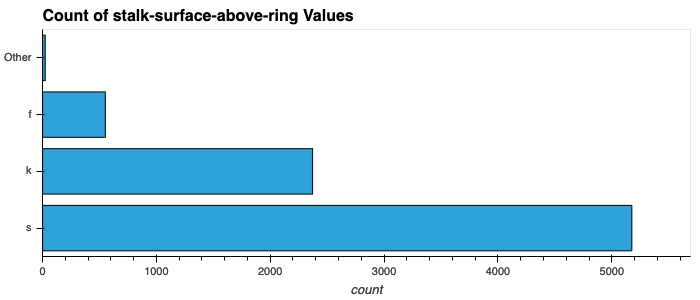 Count of stalk-surface-above-ring Values
Other
f
k
s
0 1000 2000 3000 4000 5000
count